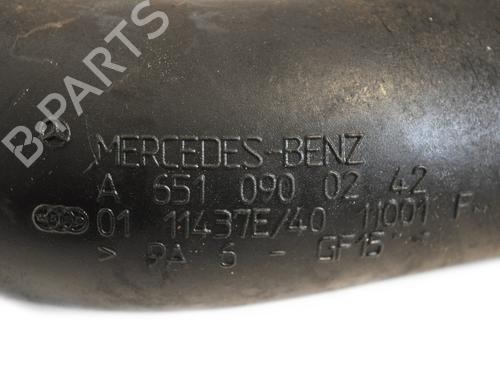 B-PARTS
MERCEDES-BENZ
A 651 090 02 42
01 11437E/40 11001 F
> PA 6 - GF15